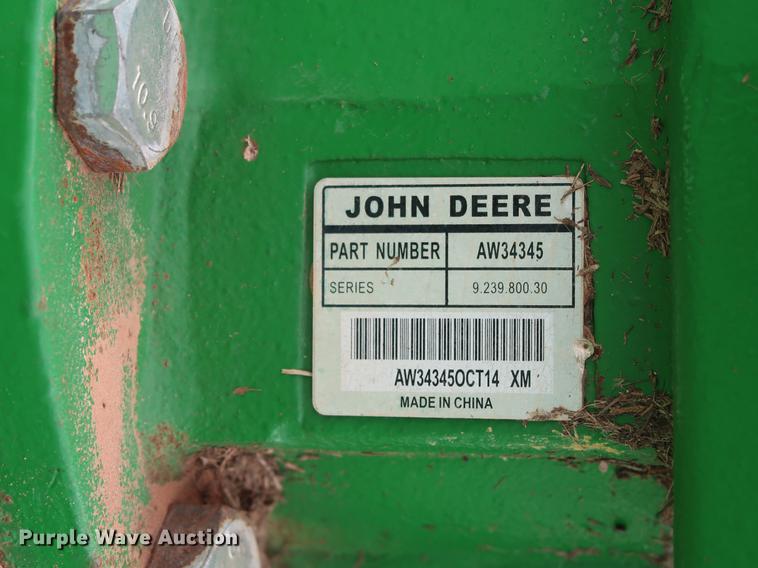 10.9
JOHN DEERE
PART NUMBER AW34345
SERIES 9.239.800.30
AW34345OCT14 XM
MADE IN CHINA
Purple Wave Auction